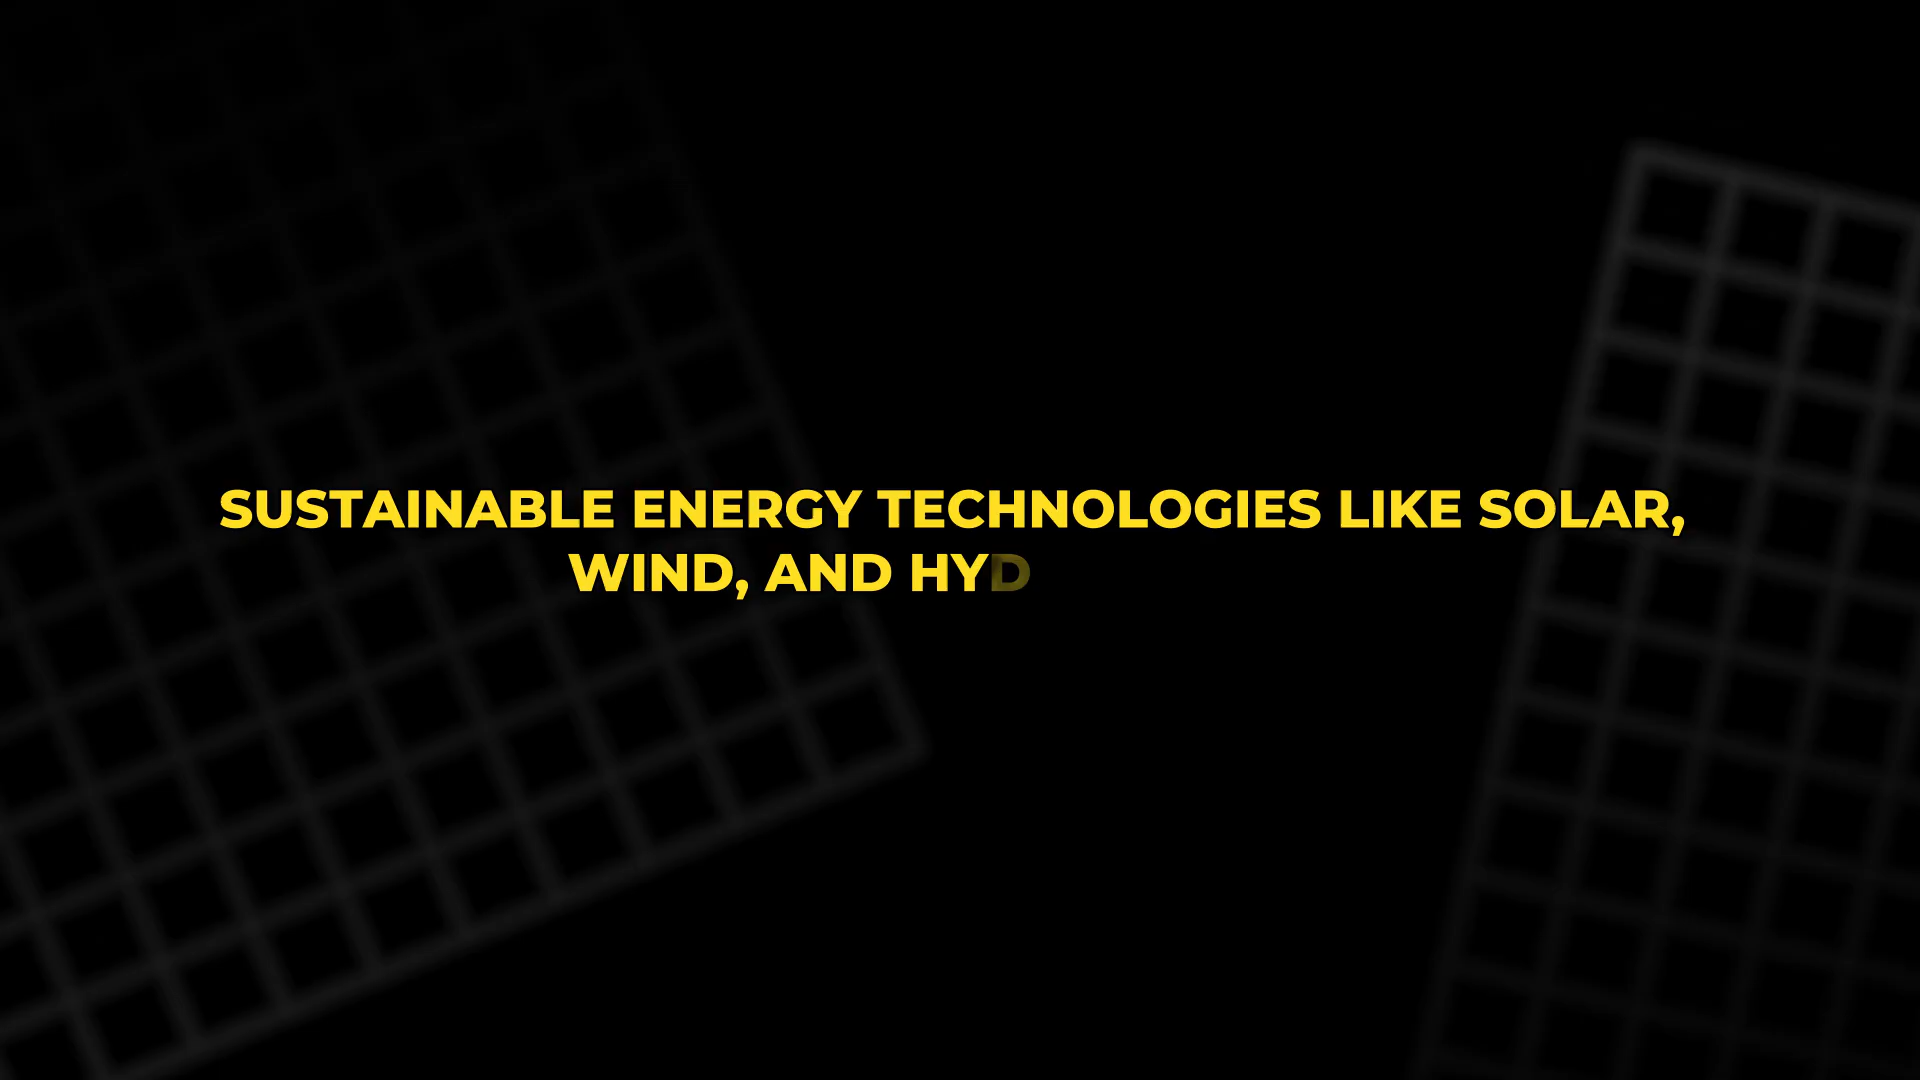 SUSTAINABLE ENERGY TECHNOLOGIES LIKE SOLAR,
WIND, AND HYD